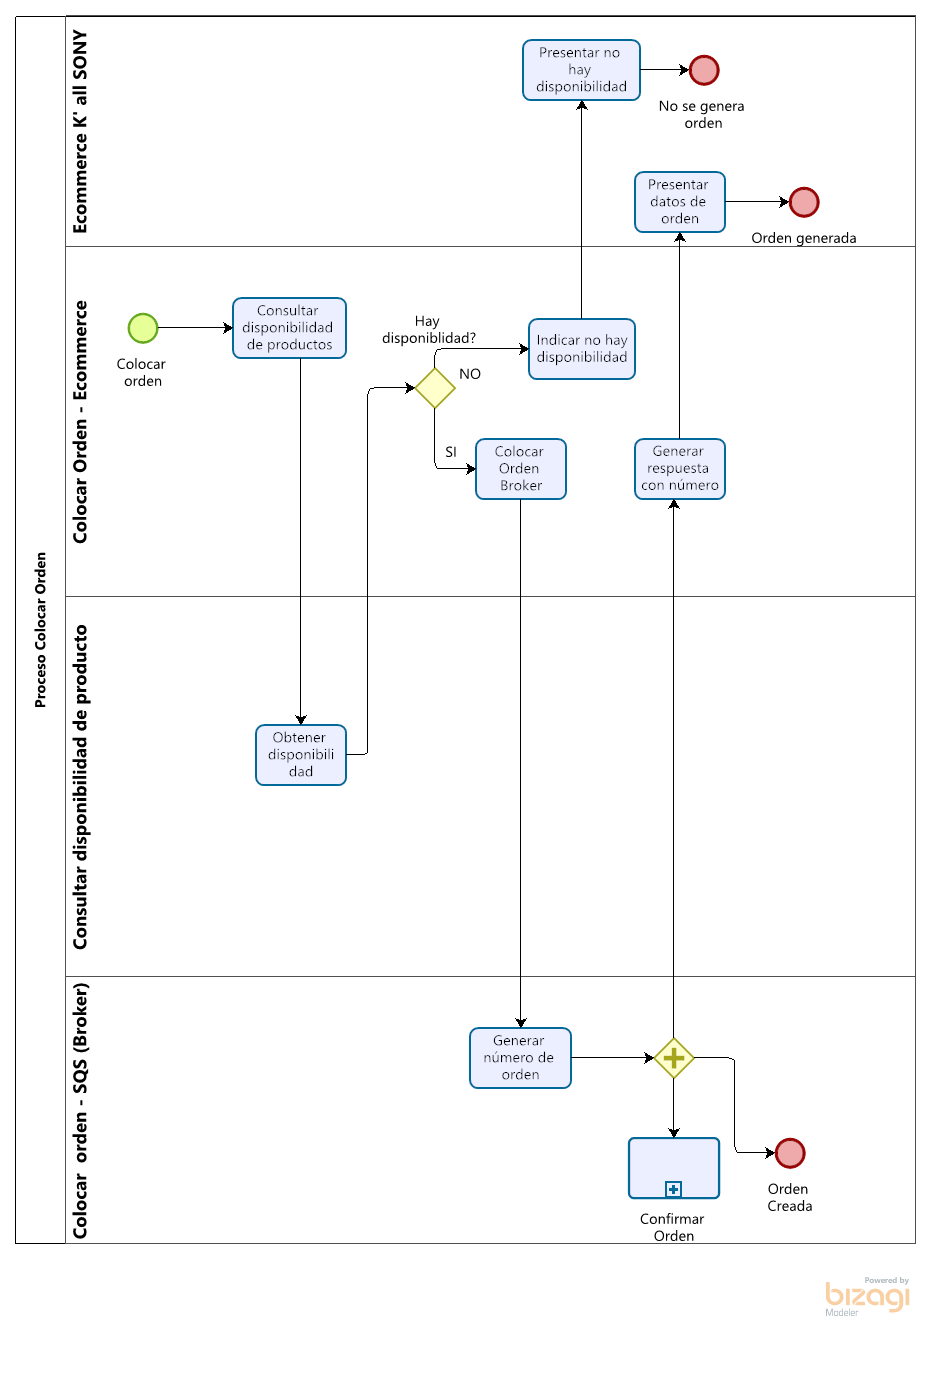 Proceso Colocar Orden
Ecommerce K' all SONY
Presentar no
hay
disponibilidad
No se genera
orden
Presentar
datos de
orden
Orden generada
Colocar Orden - Ecommerce
Colocar
orden
Consultar
disponibilidad
de productos
Hay
disponiblidad?
NO
SI
Indicar no hay
disponibilidad
Colocar
Orden
Broker
Generar
respuesta
con número
Consultar disponibilidad de producto
Obtener
disponibili
dad
Colocar  orden - SQS (Broker)
Generar
número de
orden
Confirmar
Orden
Orden
Creada
Powered by
bizagi
Modeler